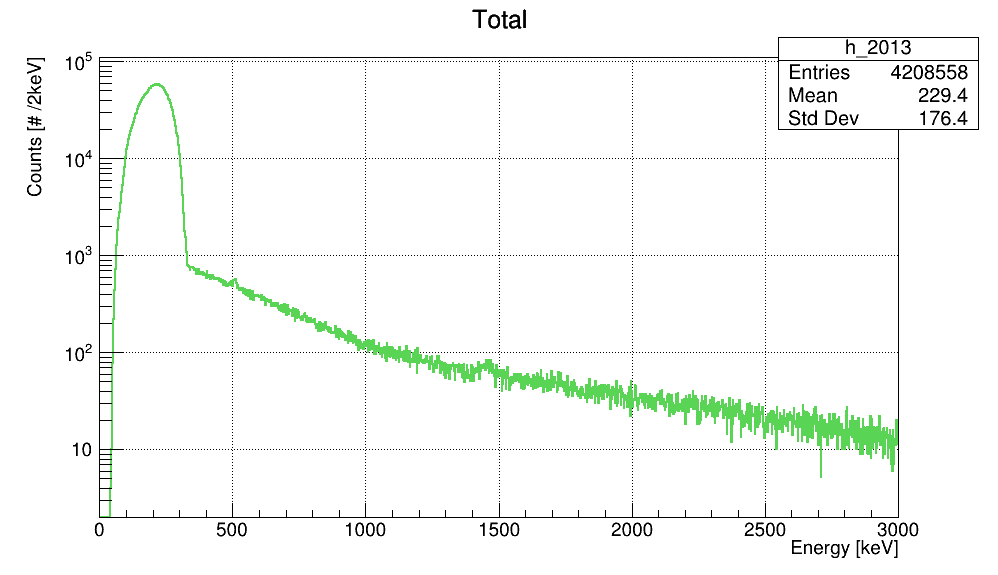 Total
h_2013
Entries 4208558
Mean 229.4
Std Dev 176.4
Counts [# /2keV]
10^5
10^4
10^3
10^2
10
0 500 1000 1500 2000 2500 3000
Energy [keV]